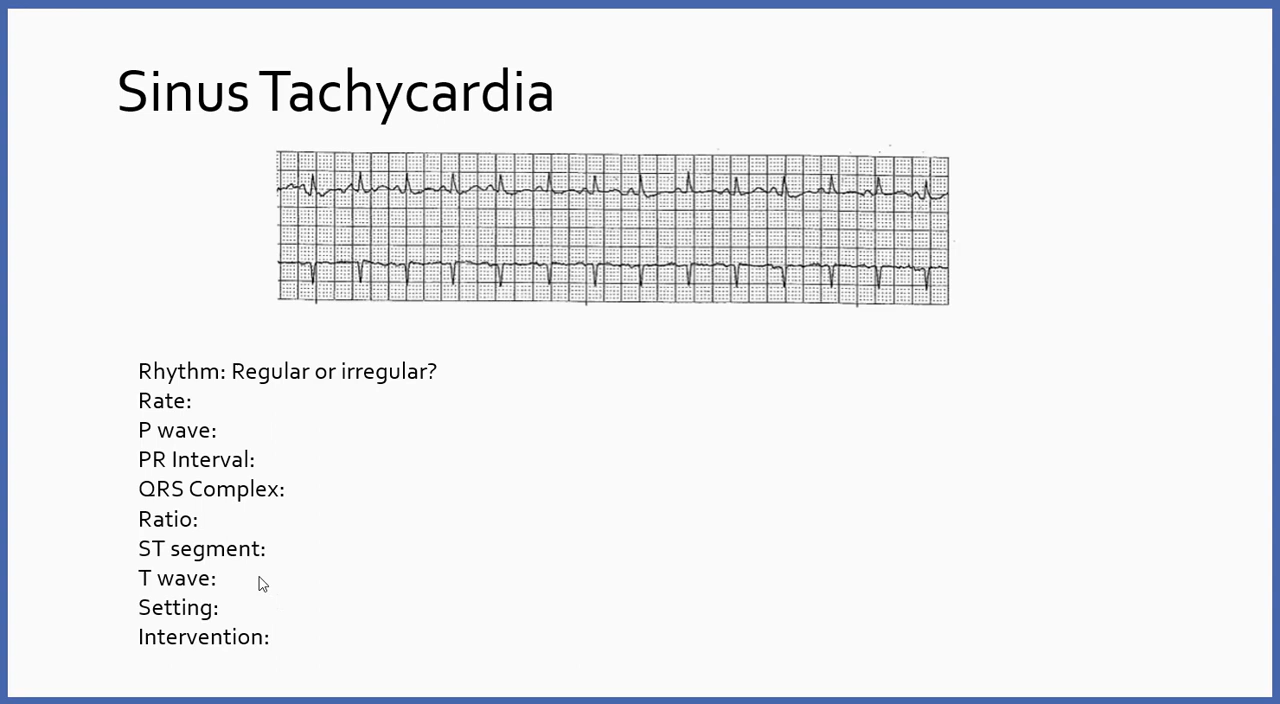 Sinus Tachycardia
Rhythm: Regular or irregular?
Rate:
P wave:
PR Interval:
QRS Complex:
Ratio:
ST segment:
T wave:
Setting:
Intervention: